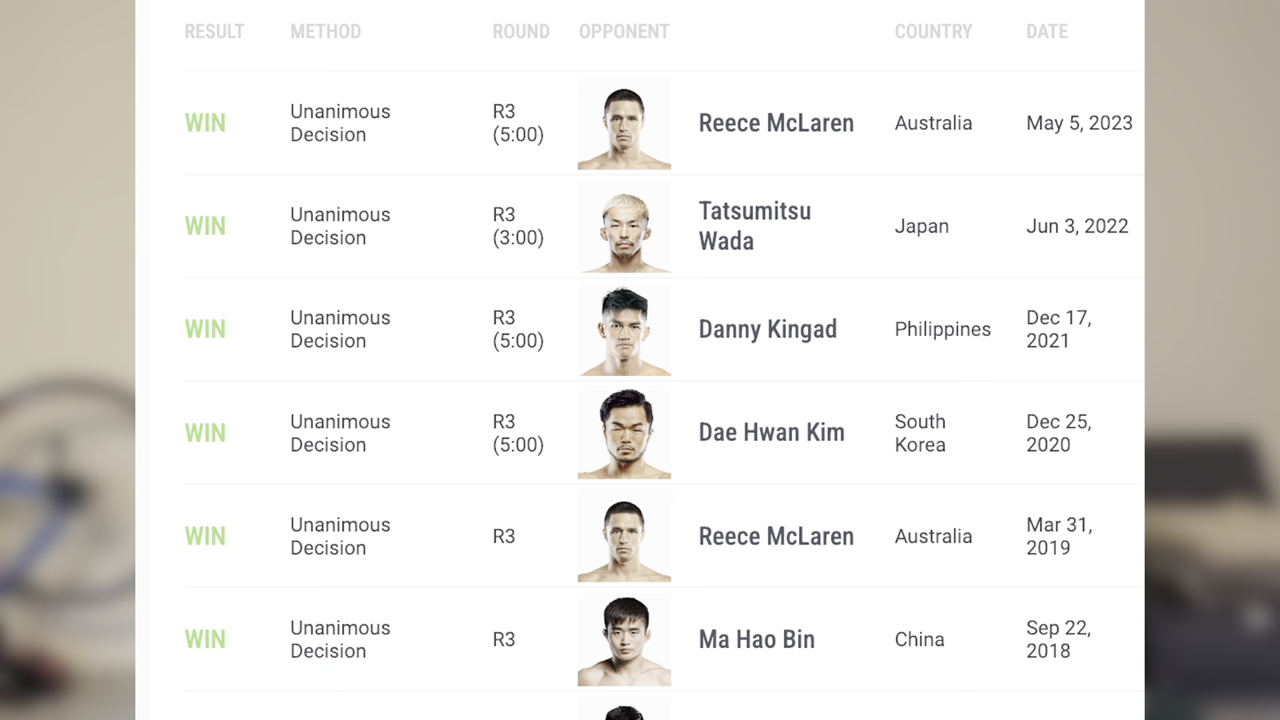 RESULT METHOD ROUND OPPONENT COUNTRY DATE
WIN Unanimous Decision R3 (5:00) Reece McLaren Australia May 5, 2023
WIN Unanimous Decision R3 (3:00) Tatsumitsu Wada Japan Jun 3, 2022
WIN Unanimous Decision R3 (5:00) Danny Kingad Philippines Dec 17, 2021
WIN Unanimous Decision R3 (5:00) Dae Hwan Kim South Korea Dec 25, 2020
WIN Unanimous Decision R3 Reece McLaren Australia Mar 31, 2019
WIN Unanimous Decision R3 Ma Hao Bin China Sep 22, 2018